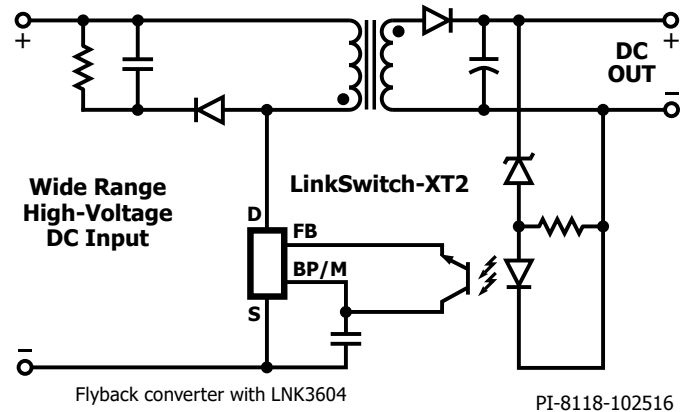 +
+
DC
OUT
–
Wide Range
High-Voltage
DC Input
LinkSwitch-XT2
D
FB
BP/M
S
–
Flyback converter with LNK3604
PI-8118-102516